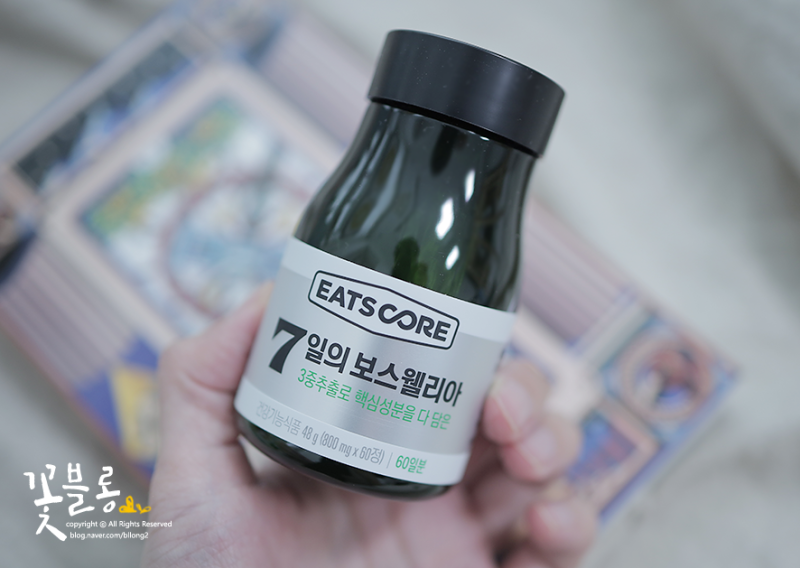 EATSCORE
7일의 보스웰리아
3중추출로 핵심성분을 다 담은
건강기능식품 48 g (800 mg x 60정) | 60일분
꽃블롱
copyright ⓒ All Rights Reserved
blog.naver.com/bllong2